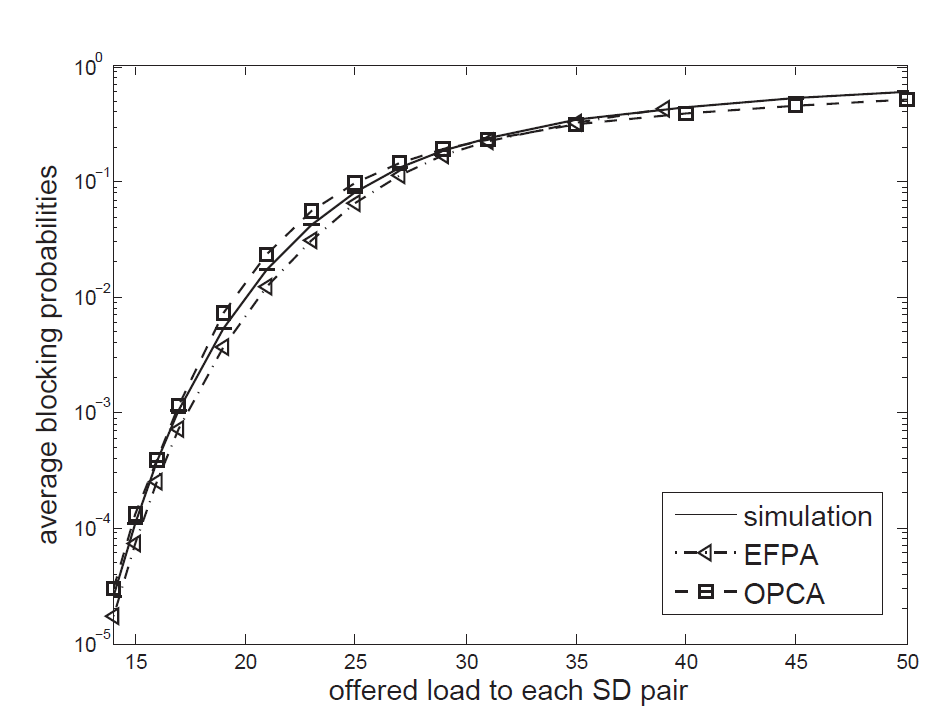 10^0
10^-1
10^-2
10^-3
10^-4
10^-5
average blocking probabilities
15 20 25 30 35 40 45 50
offered load to each SD pair
simulation
EFPA
OPCA